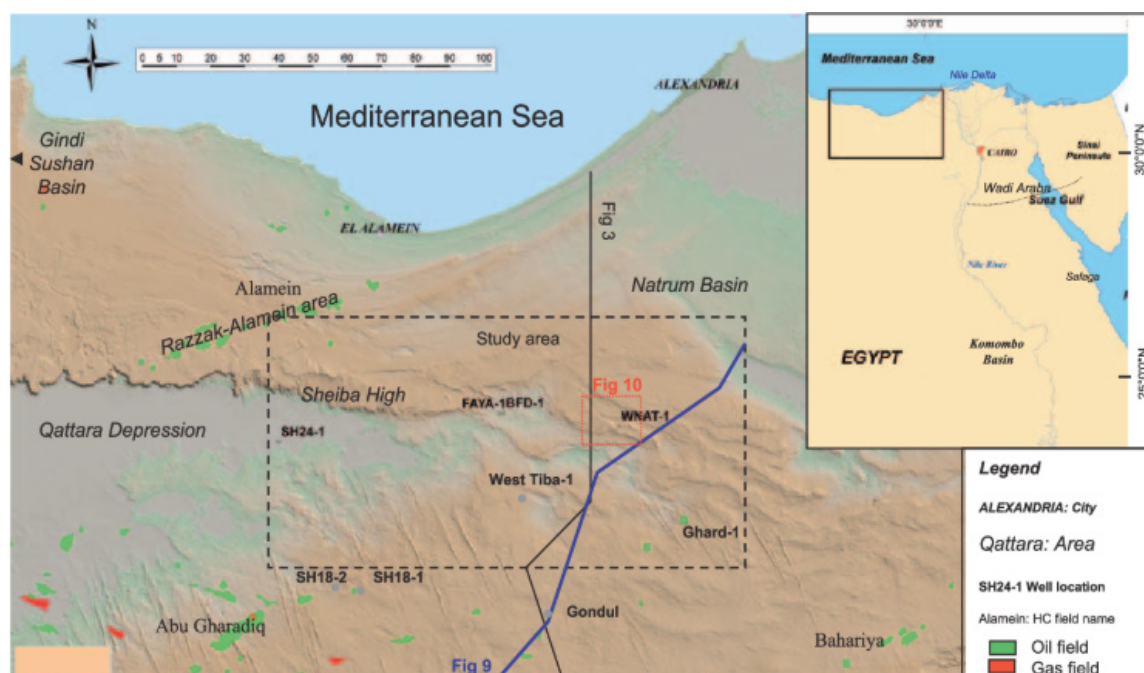 N
0 5 10 20 30 40 50 60 70 80 90 100
Mediterranean Sea
ALEXANDRIA
Gindi
Sushan
Basin
EL ALAMEIN
Fig 3
Natrum Basin
Alamein
Razzak-Alamein area
Study area
Sheiba High
Fig 10
FAYA-1
BFD-1
WNAT-1
Qattara Depression
SH24-1
West Tiba-1
Ghard-1
SH18-2
SH18-1
Gondul
Abu Gharadiq
Bahariya
Fig 9
30°0'0"E
Mediterranean Sea
Nile Delta
CAIRO
Sinai
Peninsula
30°0'0"N
Wadi Araba
Suez Gulf
Nile River
Safaga
Komombo
Basin
EGYPT
25°0'0"N
Legend
ALEXANDRIA: City
Qattara: Area
SH24-1 Well location
Alamein: HC field name
Oil field
Gas field